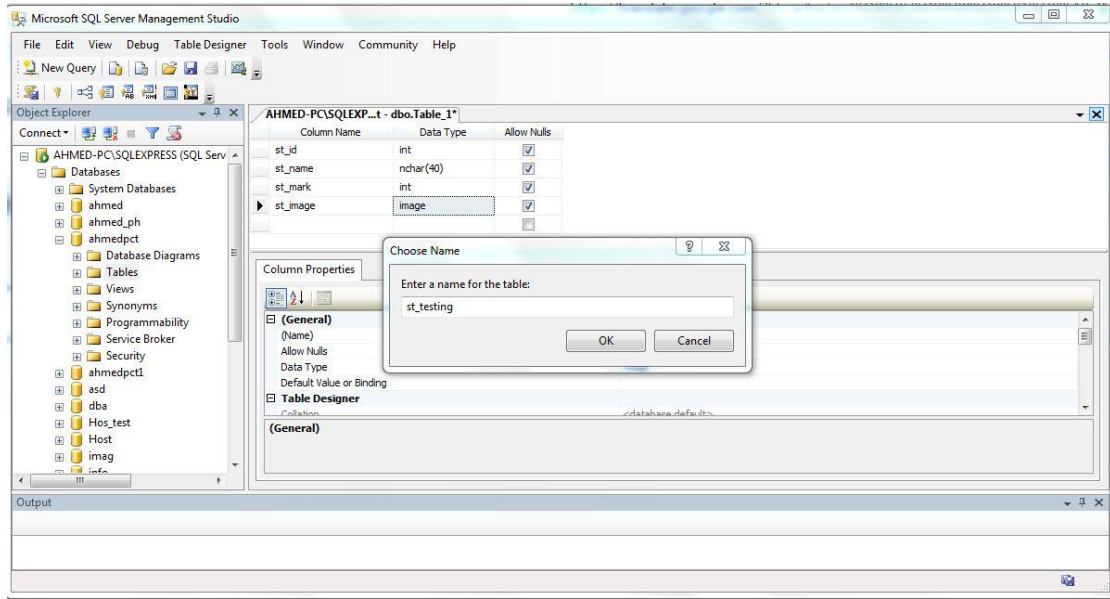 Microsoft SQL Server Management Studio
File Edit View Debug Table Designer Tools Window Community Help
New Query
Object Explorer
Connect
AHMED-PC\SQLEXPRESS (SQL Serv
Databases
System Databases
ahmed
ahmed_ph
ahmedpct
Database Diagrams
Tables
Views
Synonyms
Programmability
Service Broker
Security
ahmedpct1
asd
dba
Hos_test
Host
imag
info
AHMED-PC\SQLEXP...t - dbo.Table_1*
Column Name Data Type Allow Nulls
st_id int
st_name nchar(40)
st_mark int
st_image image
Choose Name
Enter a name for the table:
st_testing
OK Cancel
Column Properties
(General)
(Name)
Allow Nulls
Data Type
Default Value or Binding
Table Designer
Collation <database default>
(General)
Output